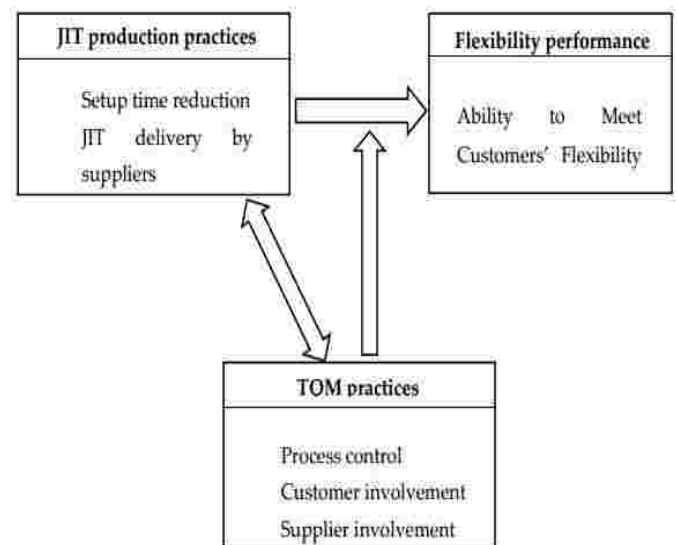 JIT production practices
Setup time reduction
JIT delivery by
suppliers
Flexibility performance
Ability to Meet
Customers' Flexibility
TOM practices
Process control
Customer involvement
Supplier involvement